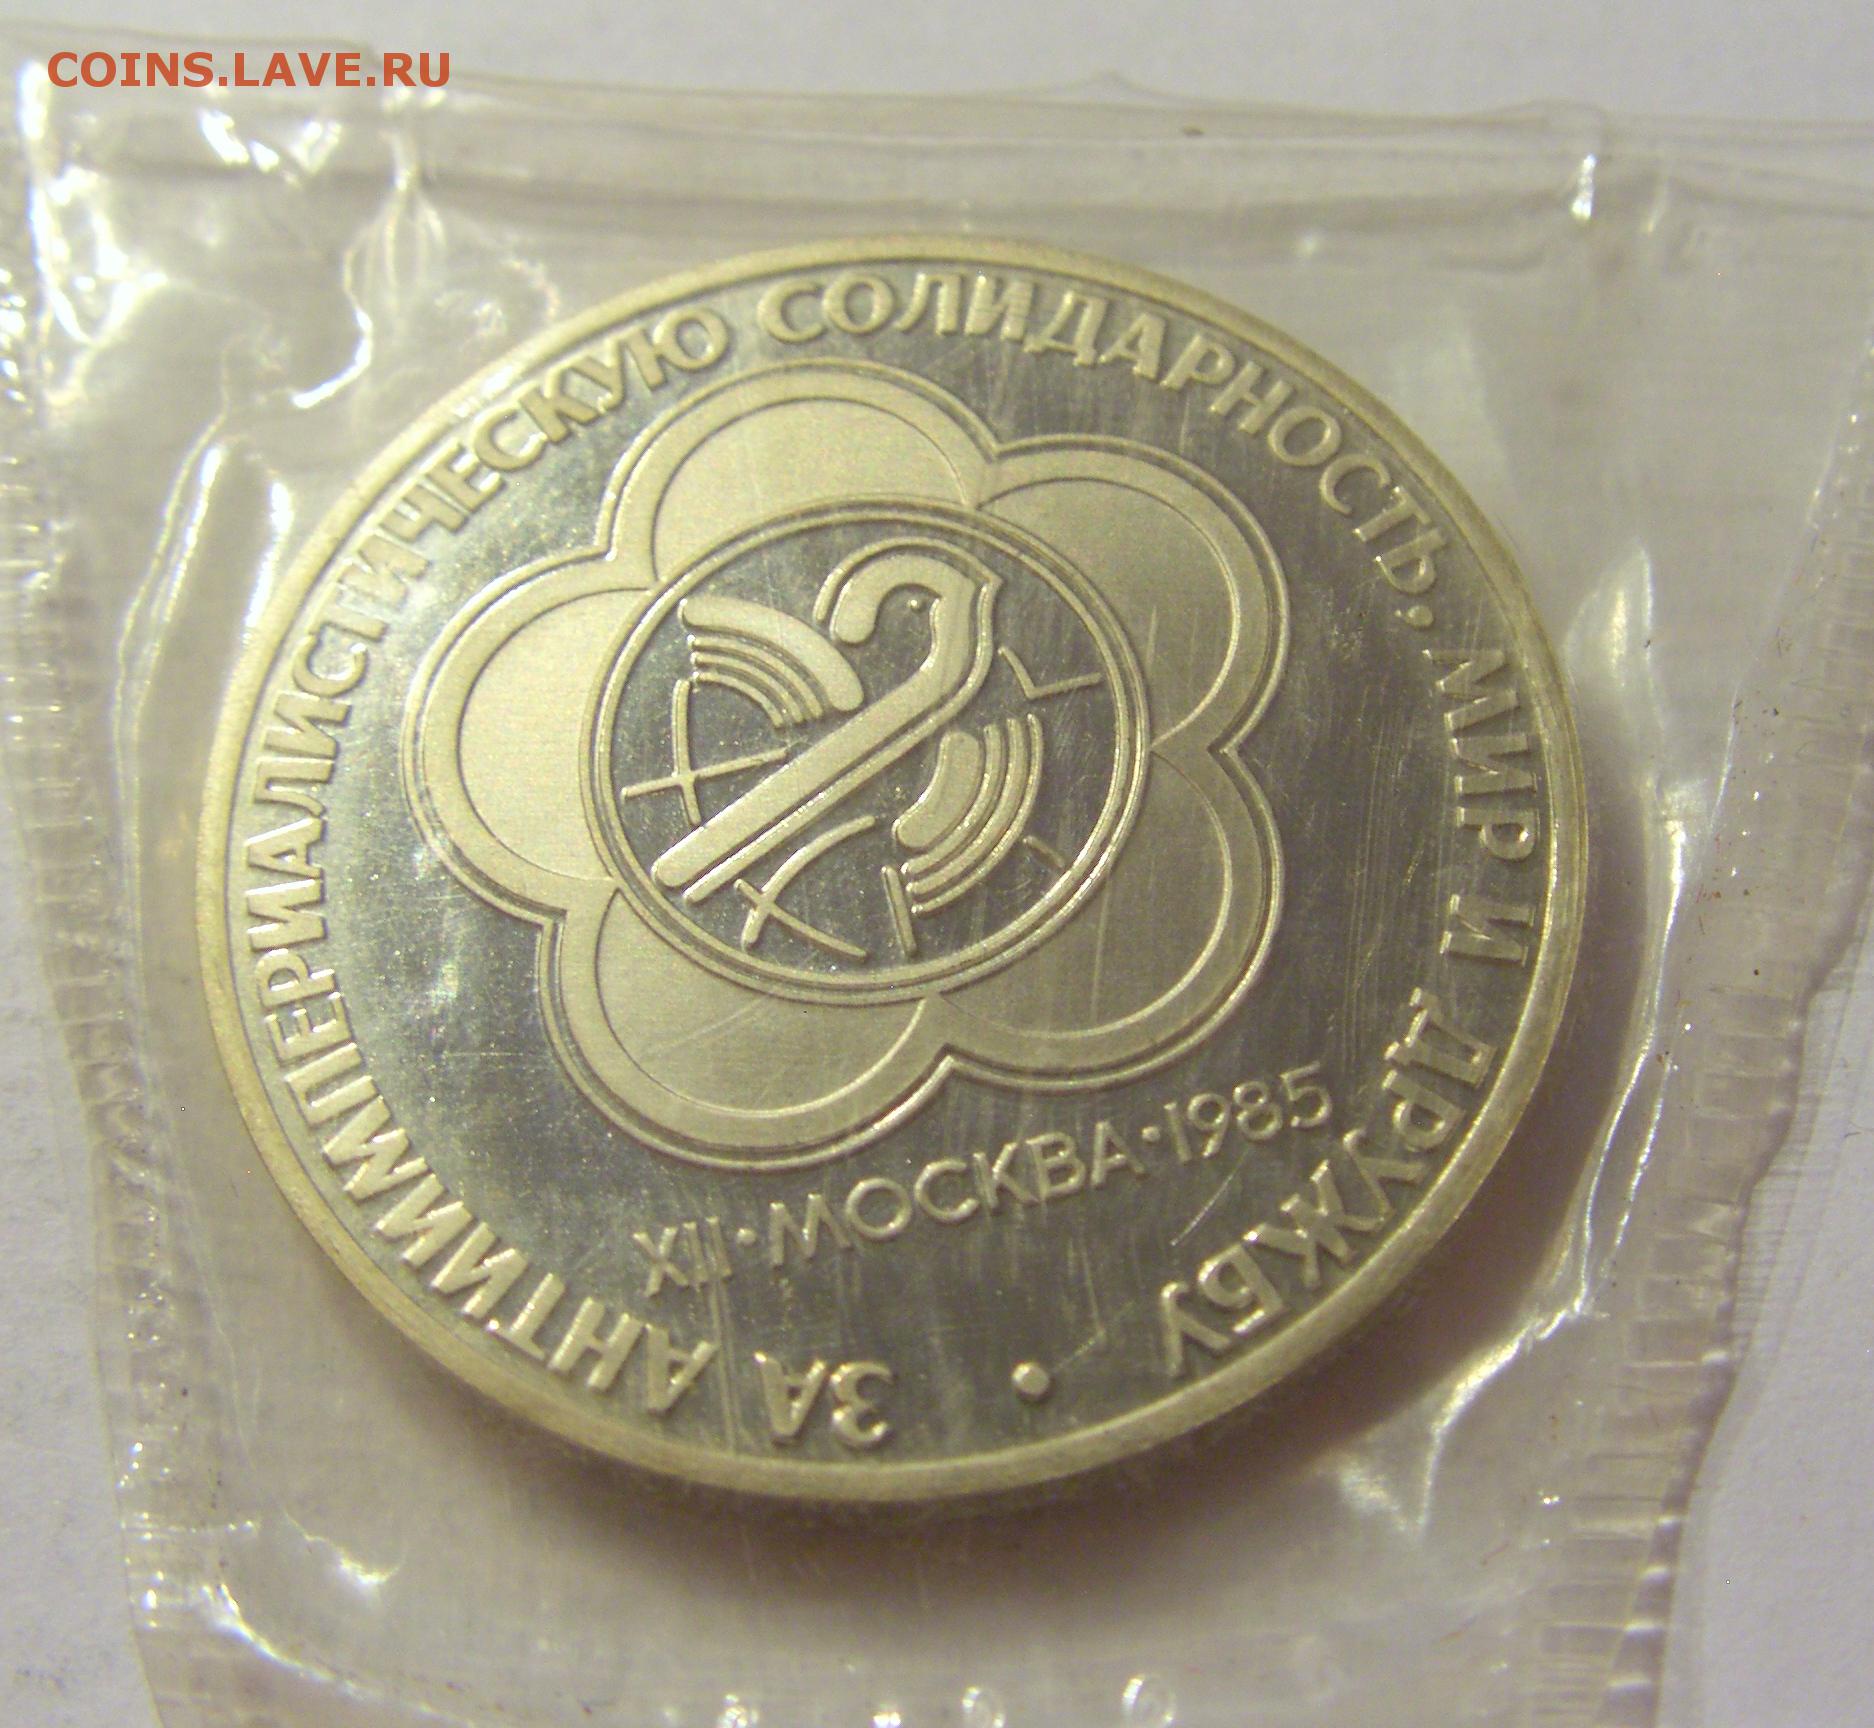 COINS.LAVE.RU
ЗА АНТИИМПЕРИАЛИСТИЧЕСКУЮ СОЛИДАРНОСТЬ, МИР И ДРУЖБУ •
XII•МОСКВА•1985